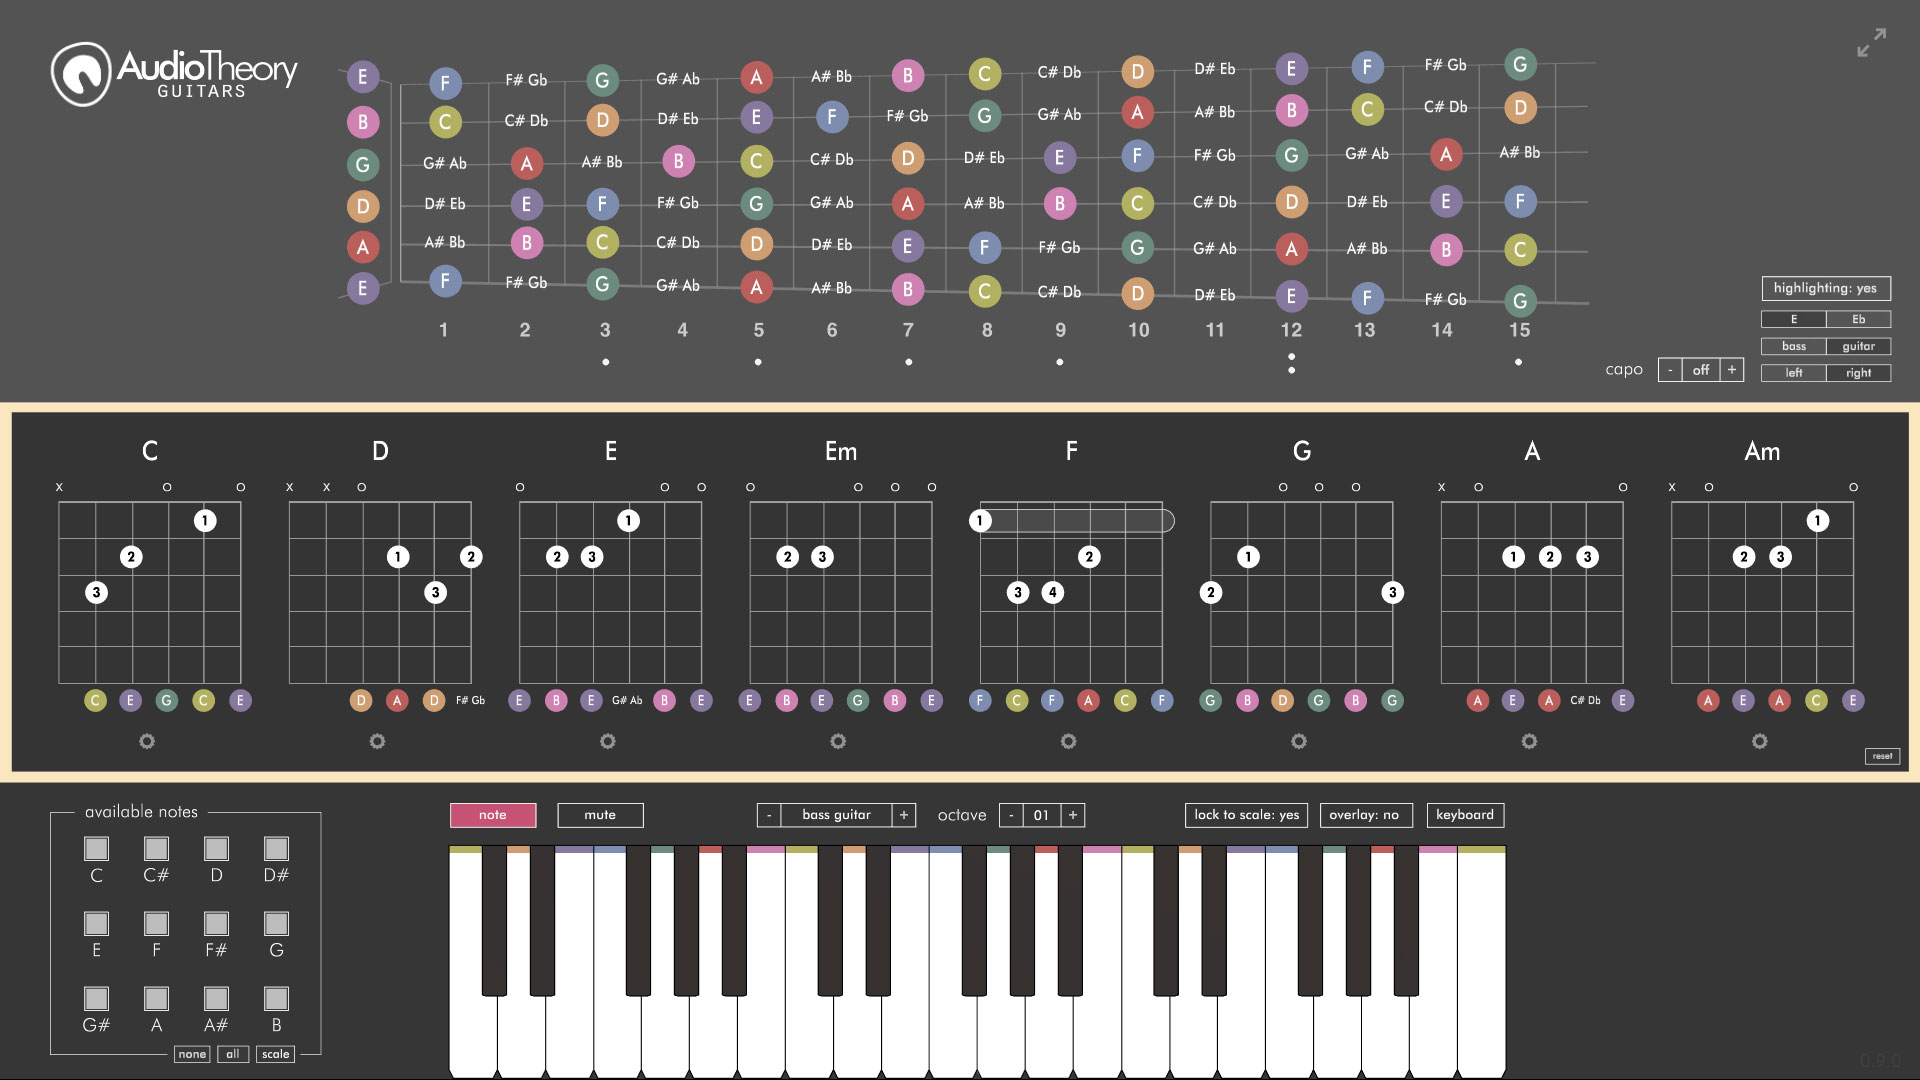 AudioTheory
GUITARS
E F F# Gb G G# Ab A A# Bb B C C# Db D D# Eb E F F# Gb G
B C C# Db D D# Eb E F F# Gb G G# Ab A A# Bb B C C# Db D
G G# Ab A A# Bb B C C# Db D D# Eb E F F# Gb G G# Ab A A# Bb
D D# Eb E F F# Gb G G# Ab A A# Bb B C C# Db D D# Eb E F
A A# Bb B C C# Db D D# Eb E F F# Gb G G# Ab A A# Bb B C
E F F# Gb G G# Ab A A# Bb B C C# Db D D# Eb E F F# Gb G
1 2 3 4 5 6 7 8 9 10 11 12 13 14 15
highlighting: yes
E Eb
bass guitar
capo - off + left right
C D E Em F G A Am
x o o x x o o o o o o o o o o o x o o x o o
1 1 1 1
2 1 2 2 3 2 3 2 1 1 2 3 2 3
3 3 3 4 2 3
C E G C E D A D F# Gb E B E G# Ab B E E B E G B E F C F A C F G B D G B G A E A C# Db E A E A C E
reset
available notes
note mute - bass guitar + octave - 01 + lock to scale: yes overlay: no keyboard
C C# D D#
E F F# G
G# A A# B
none all scale
0.9.0